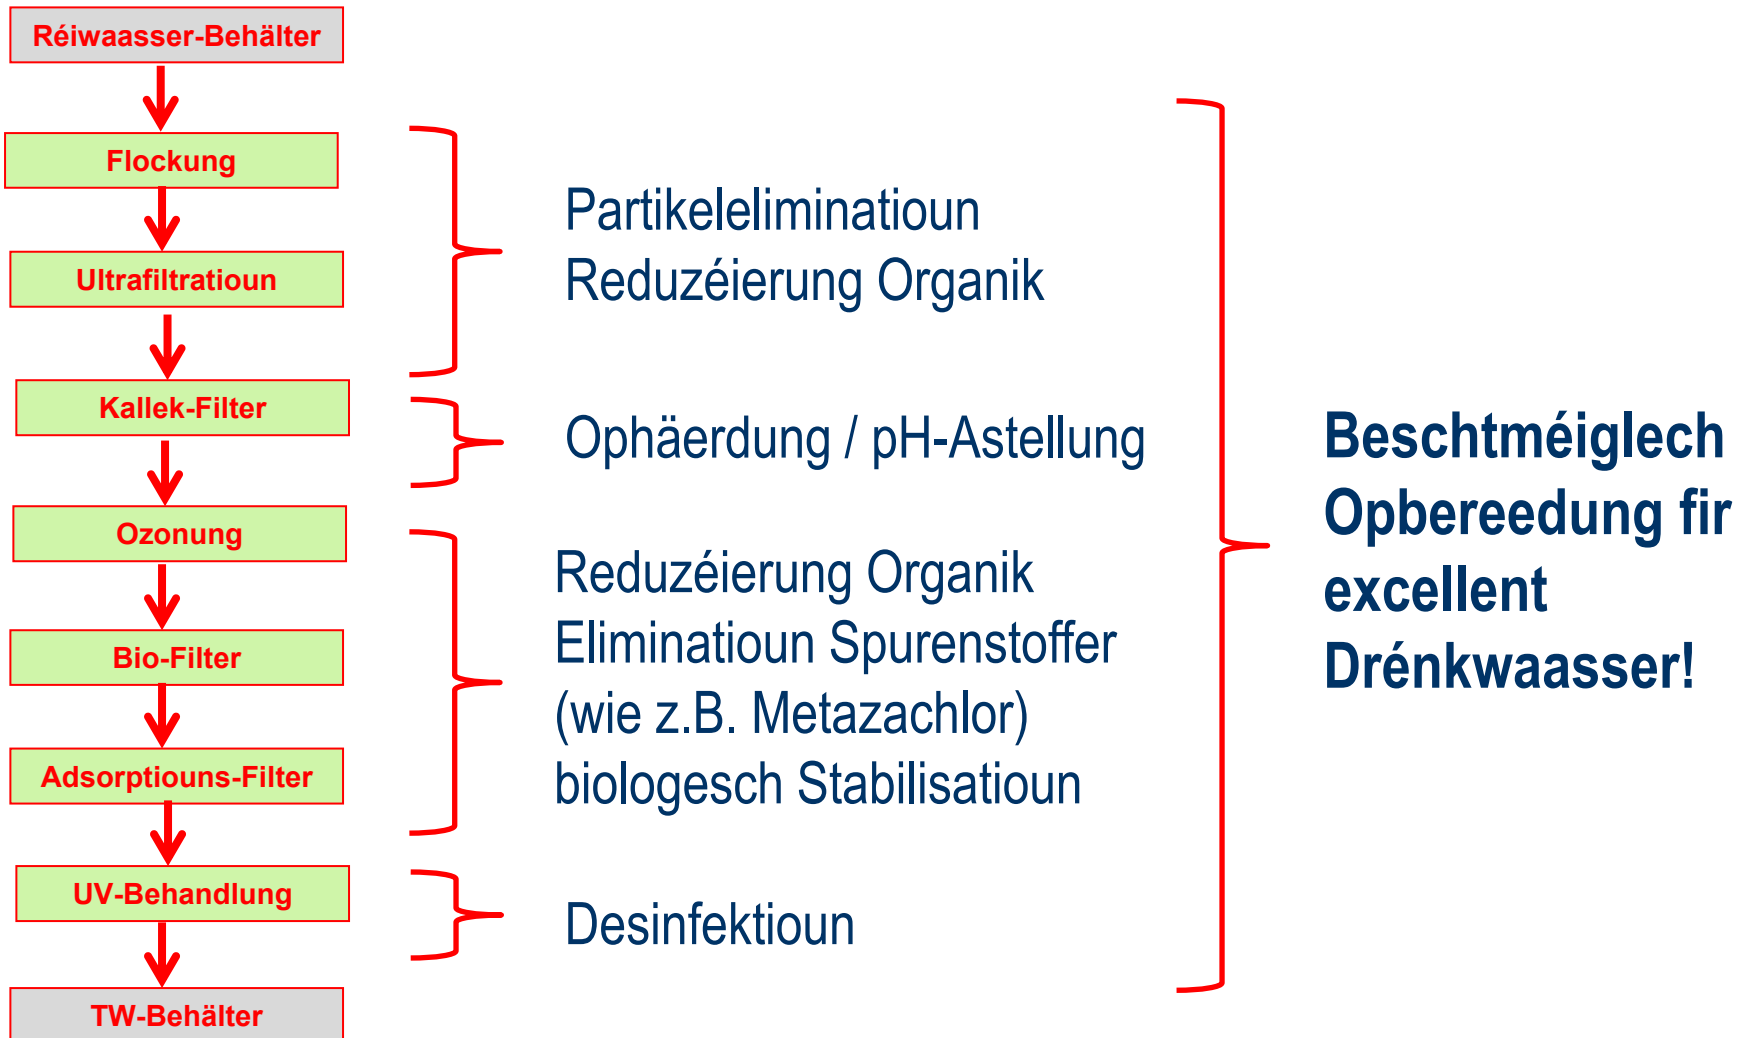 Réiwaasser-Behälter
Flockung
Ultrafiltratioun
Kallek-Filter
Ozonung
Bio-Filter
Adsorptiouns-Filter
UV-Behandlung
TW-Behälter
Partikeleliminatioun
Reduzéierung Organik
Ophäerdung / pH-Astellung
Reduzéierung Organik
Eliminatioun Spurenstoffer
(wie z.B. Metazachlor)
biologesch Stabilisatioun
Desinfektioun
Beschtméiglech
Opbereedung fir
excellent
Drénkwaasser!